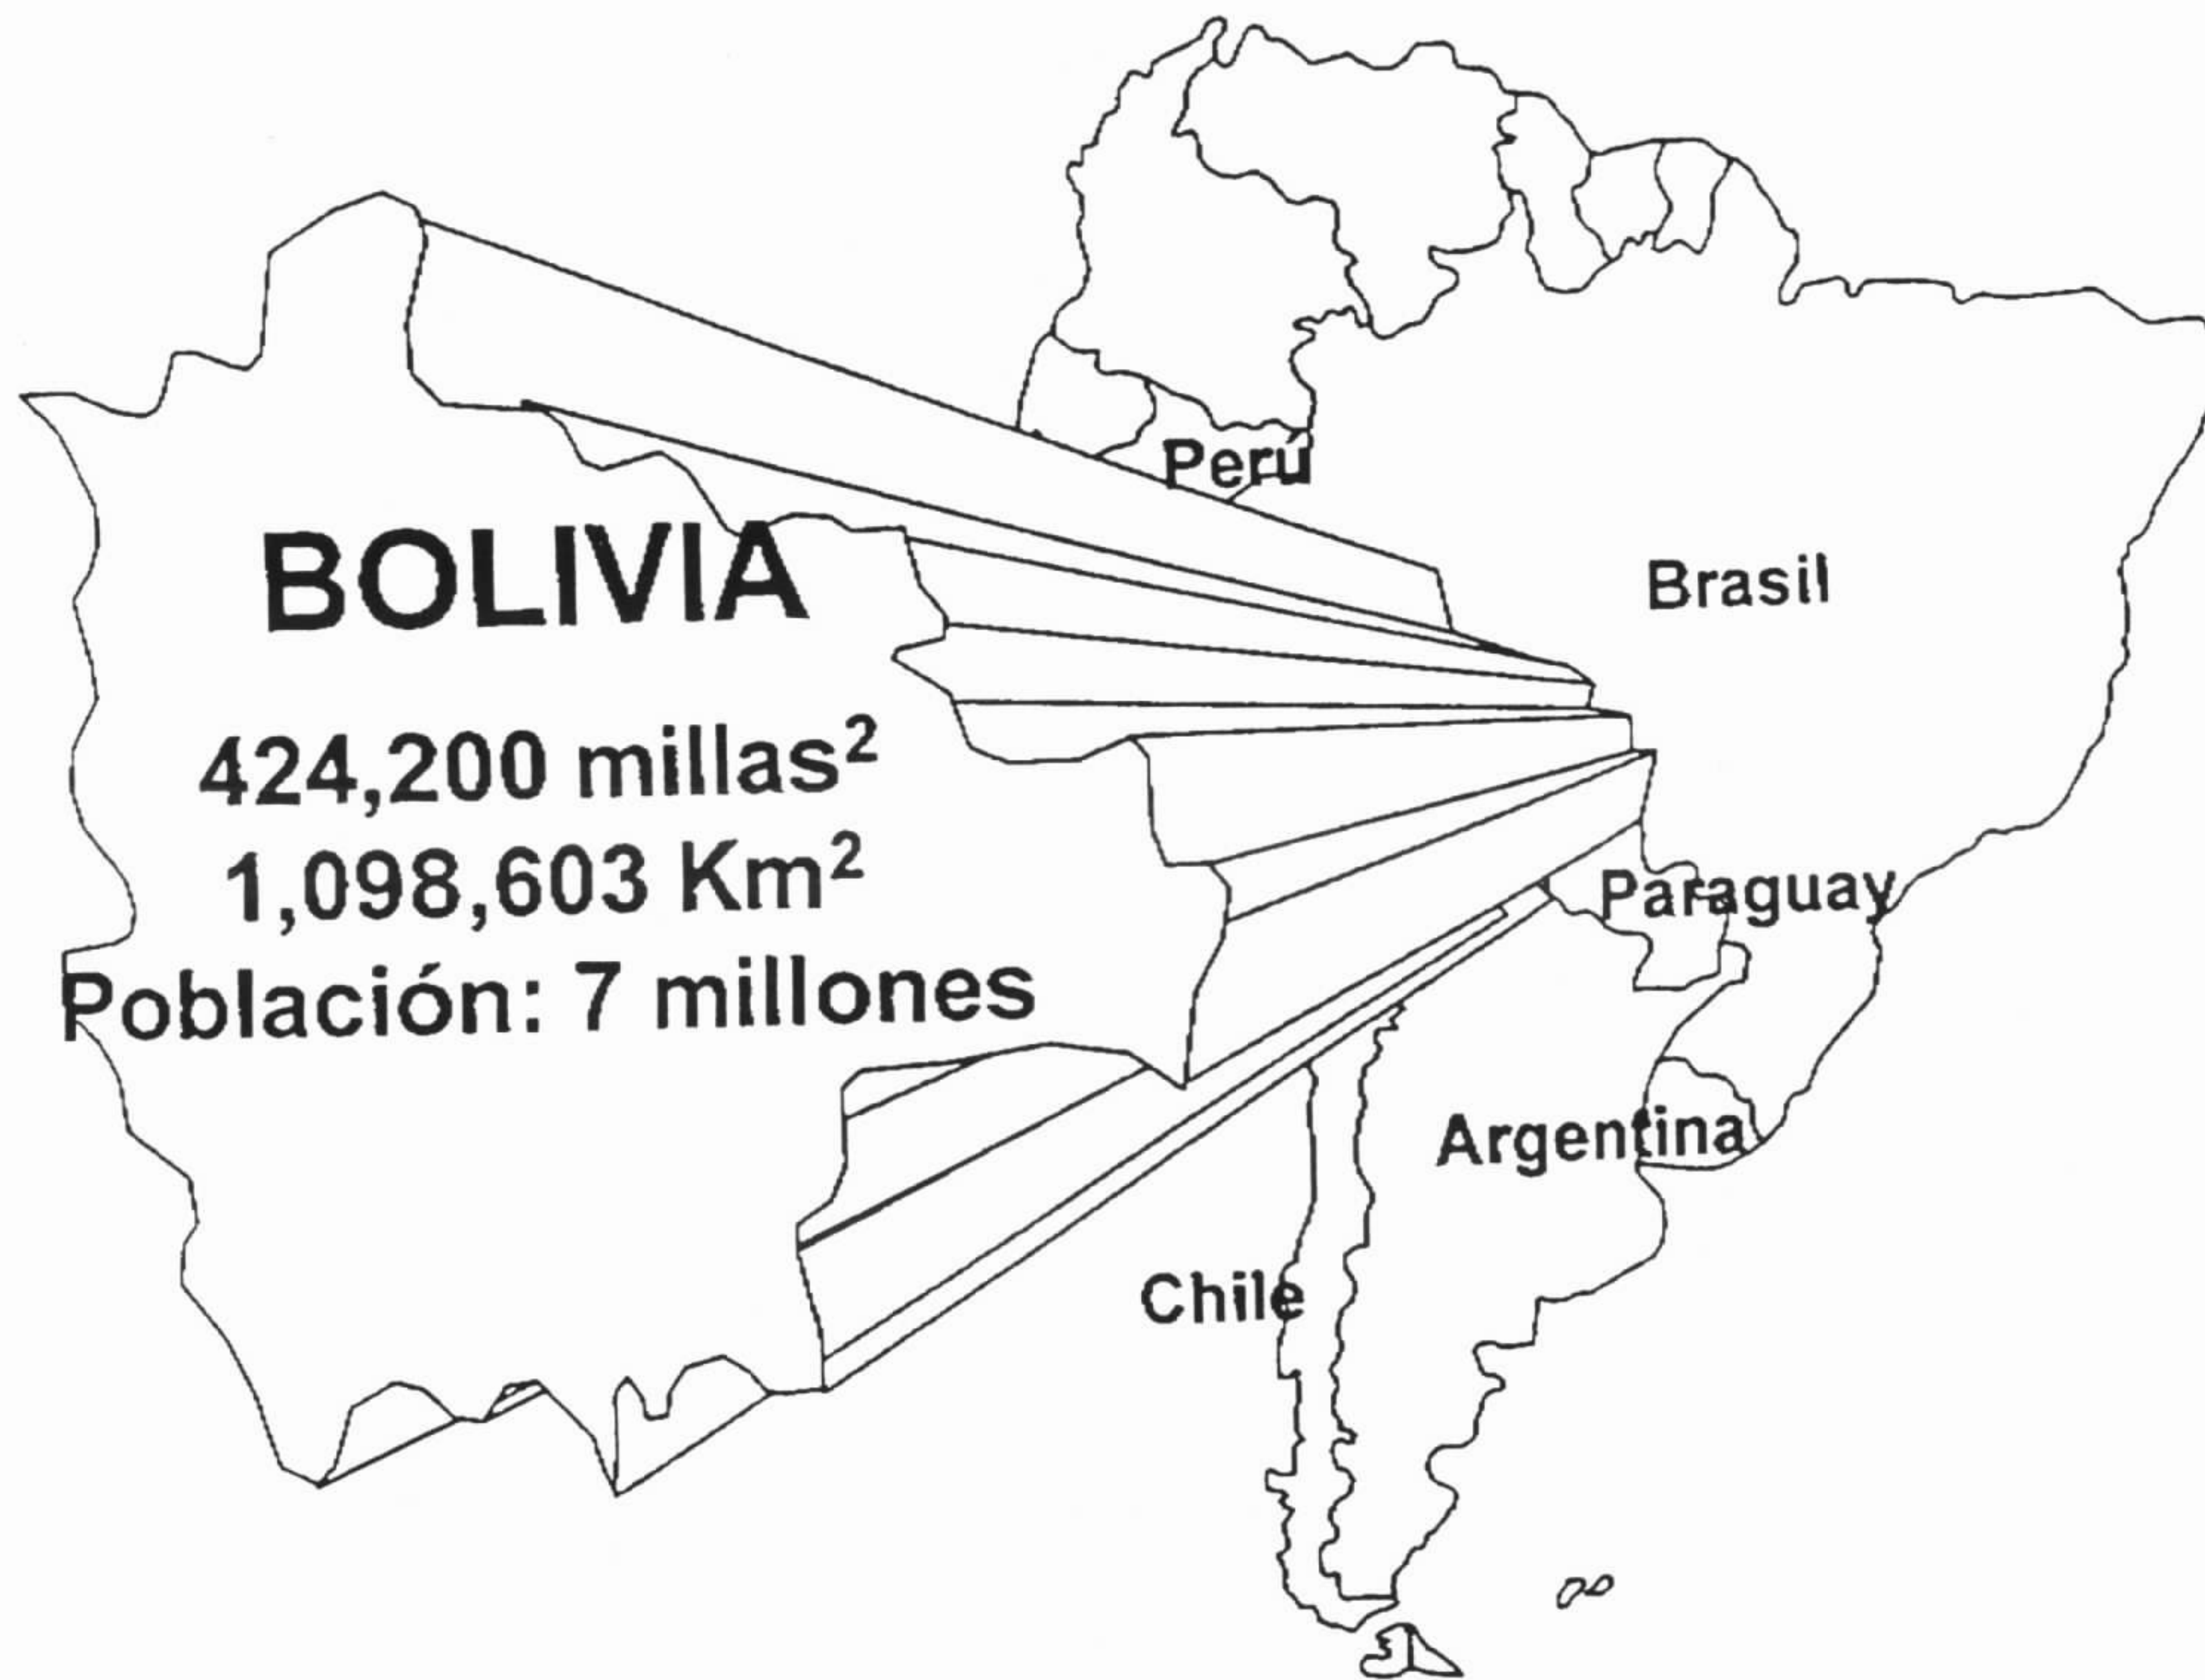 BOLIVIA
424,200 millas²
1,098,603 Km²
Población: 7 millones
Perú
Brasil
Paraguay
Argentina
Chile